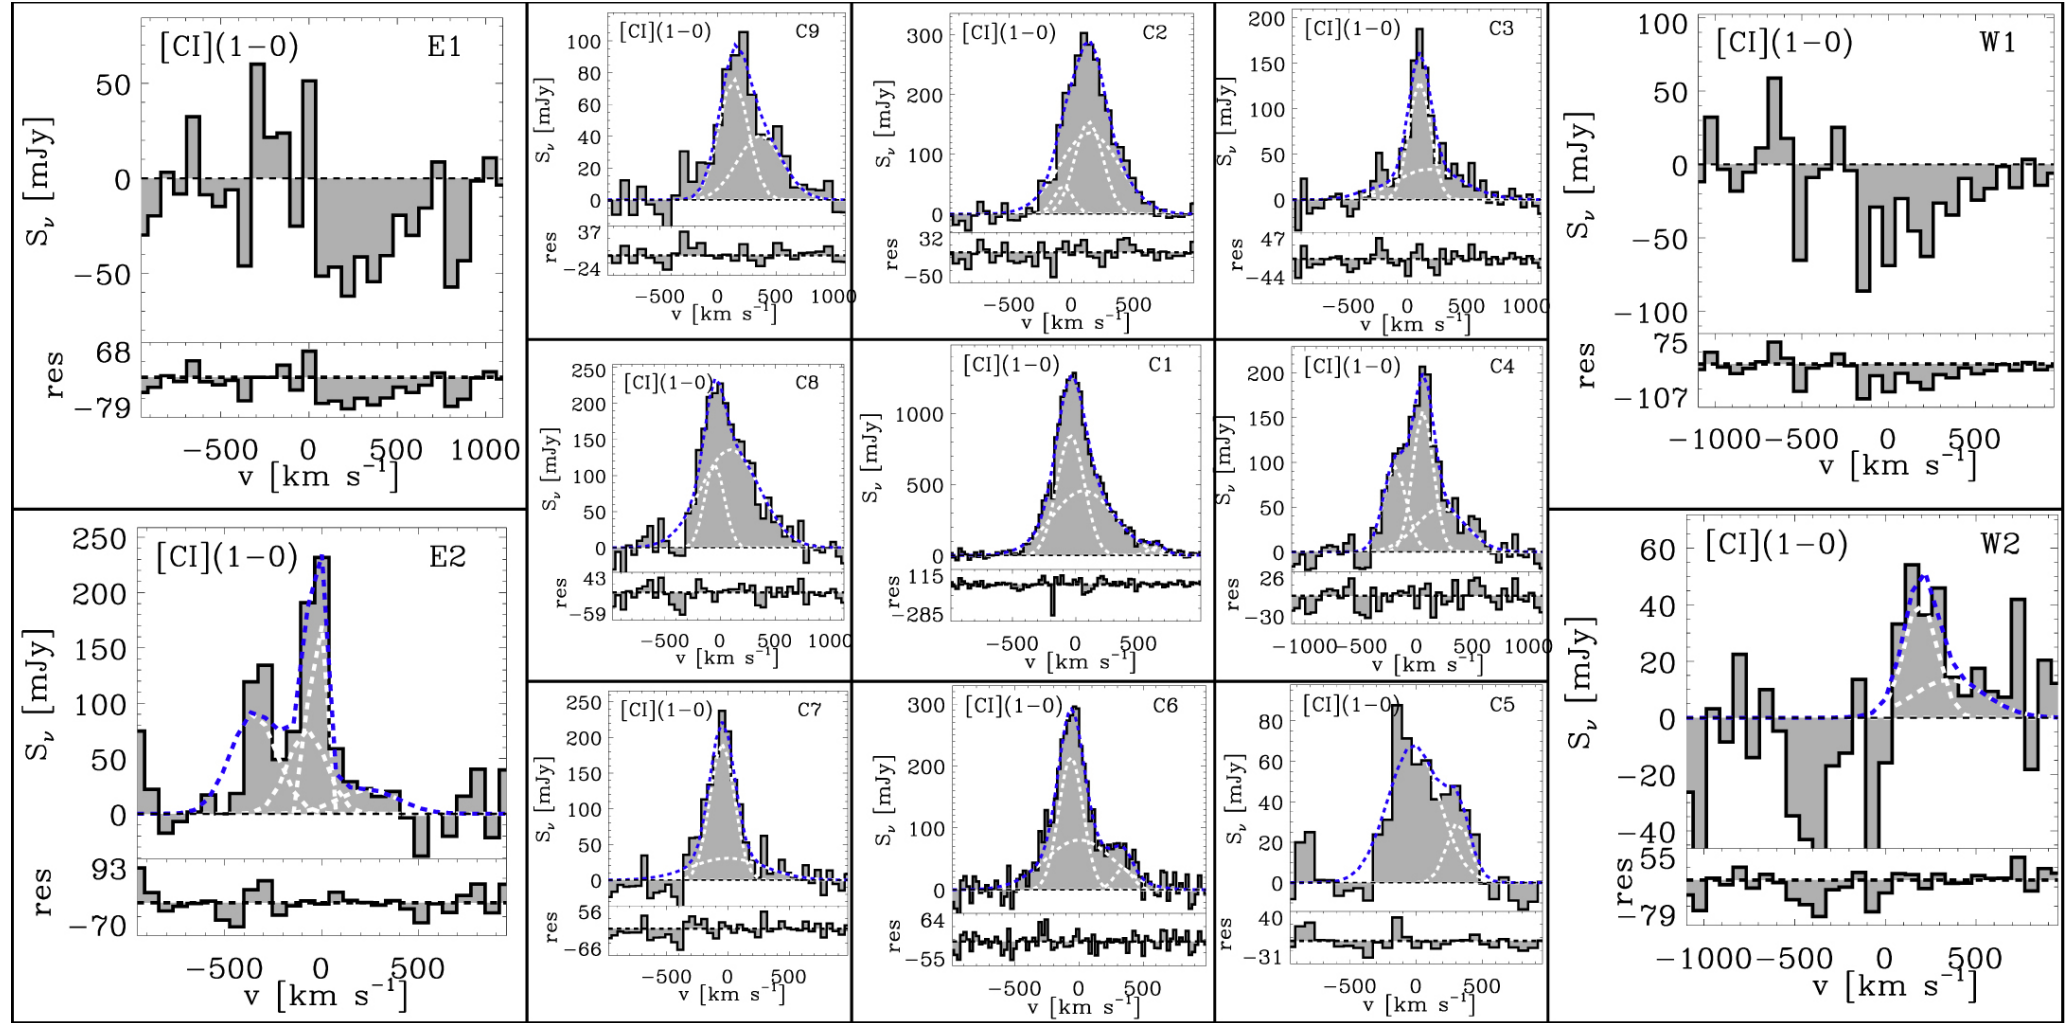 [CI](1−0) E1
50
0
−50
Sν [mJy]
68
−79
res
−500 0 500 1000
v [km s⁻¹]
[CI](1−0) E2
250
200
150
100
50
0
Sν [mJy]
93
−70
res
−500 0 500
v [km s⁻¹]
[CI](1−0) C9
100
80
60
40
20
0
Sν [mJy]
37
−24
res
−500 0 500 1000
v [km s⁻¹]
[CI](1−0) C2
300
200
100
0
Sν [mJy]
32
−50
res
−500 0 500
v [km s⁻¹]
[CI](1−0) C3
200
150
100
50
0
Sν [mJy]
47
−44
res
−500 0 500 1000
v [km s⁻¹]
[CI](1−0) C8
250
200
150
100
50
0
Sν [mJy]
43
−59
res
−500 0 500 1000
v [km s⁻¹]
[CI](1−0) C1
1000
500
0
Sν [mJy]
115
−285
res
−500 0 500
v [km s⁻¹]
[CI](1−0) C4
200
150
100
50
0
Sν [mJy]
26
−30
res
−1000 −500 0 500 1000
v [km s⁻¹]
[CI](1−0) C7
250
200
150
100
50
0
Sν [mJy]
56
−66
res
−500 0 500
v [km s⁻¹]
[CI](1−0) C6
300
200
100
0
Sν [mJy]
64
−55
res
−500 0 500
v [km s⁻¹]
[CI](1−0) C5
80
60
40
20
0
Sν [mJy]
40
−31
res
−500 0 500
v [km s⁻¹]
[CI](1−0) W1
100
50
0
−50
−100
Sν [mJy]
75
−107
res
−1000 −500 0 500
v [km s⁻¹]
[CI](1−0) W2
60
40
20
0
−20
−40
Sν [mJy]
55
−79
res
−1000 −500 0 500
v [km s⁻¹]